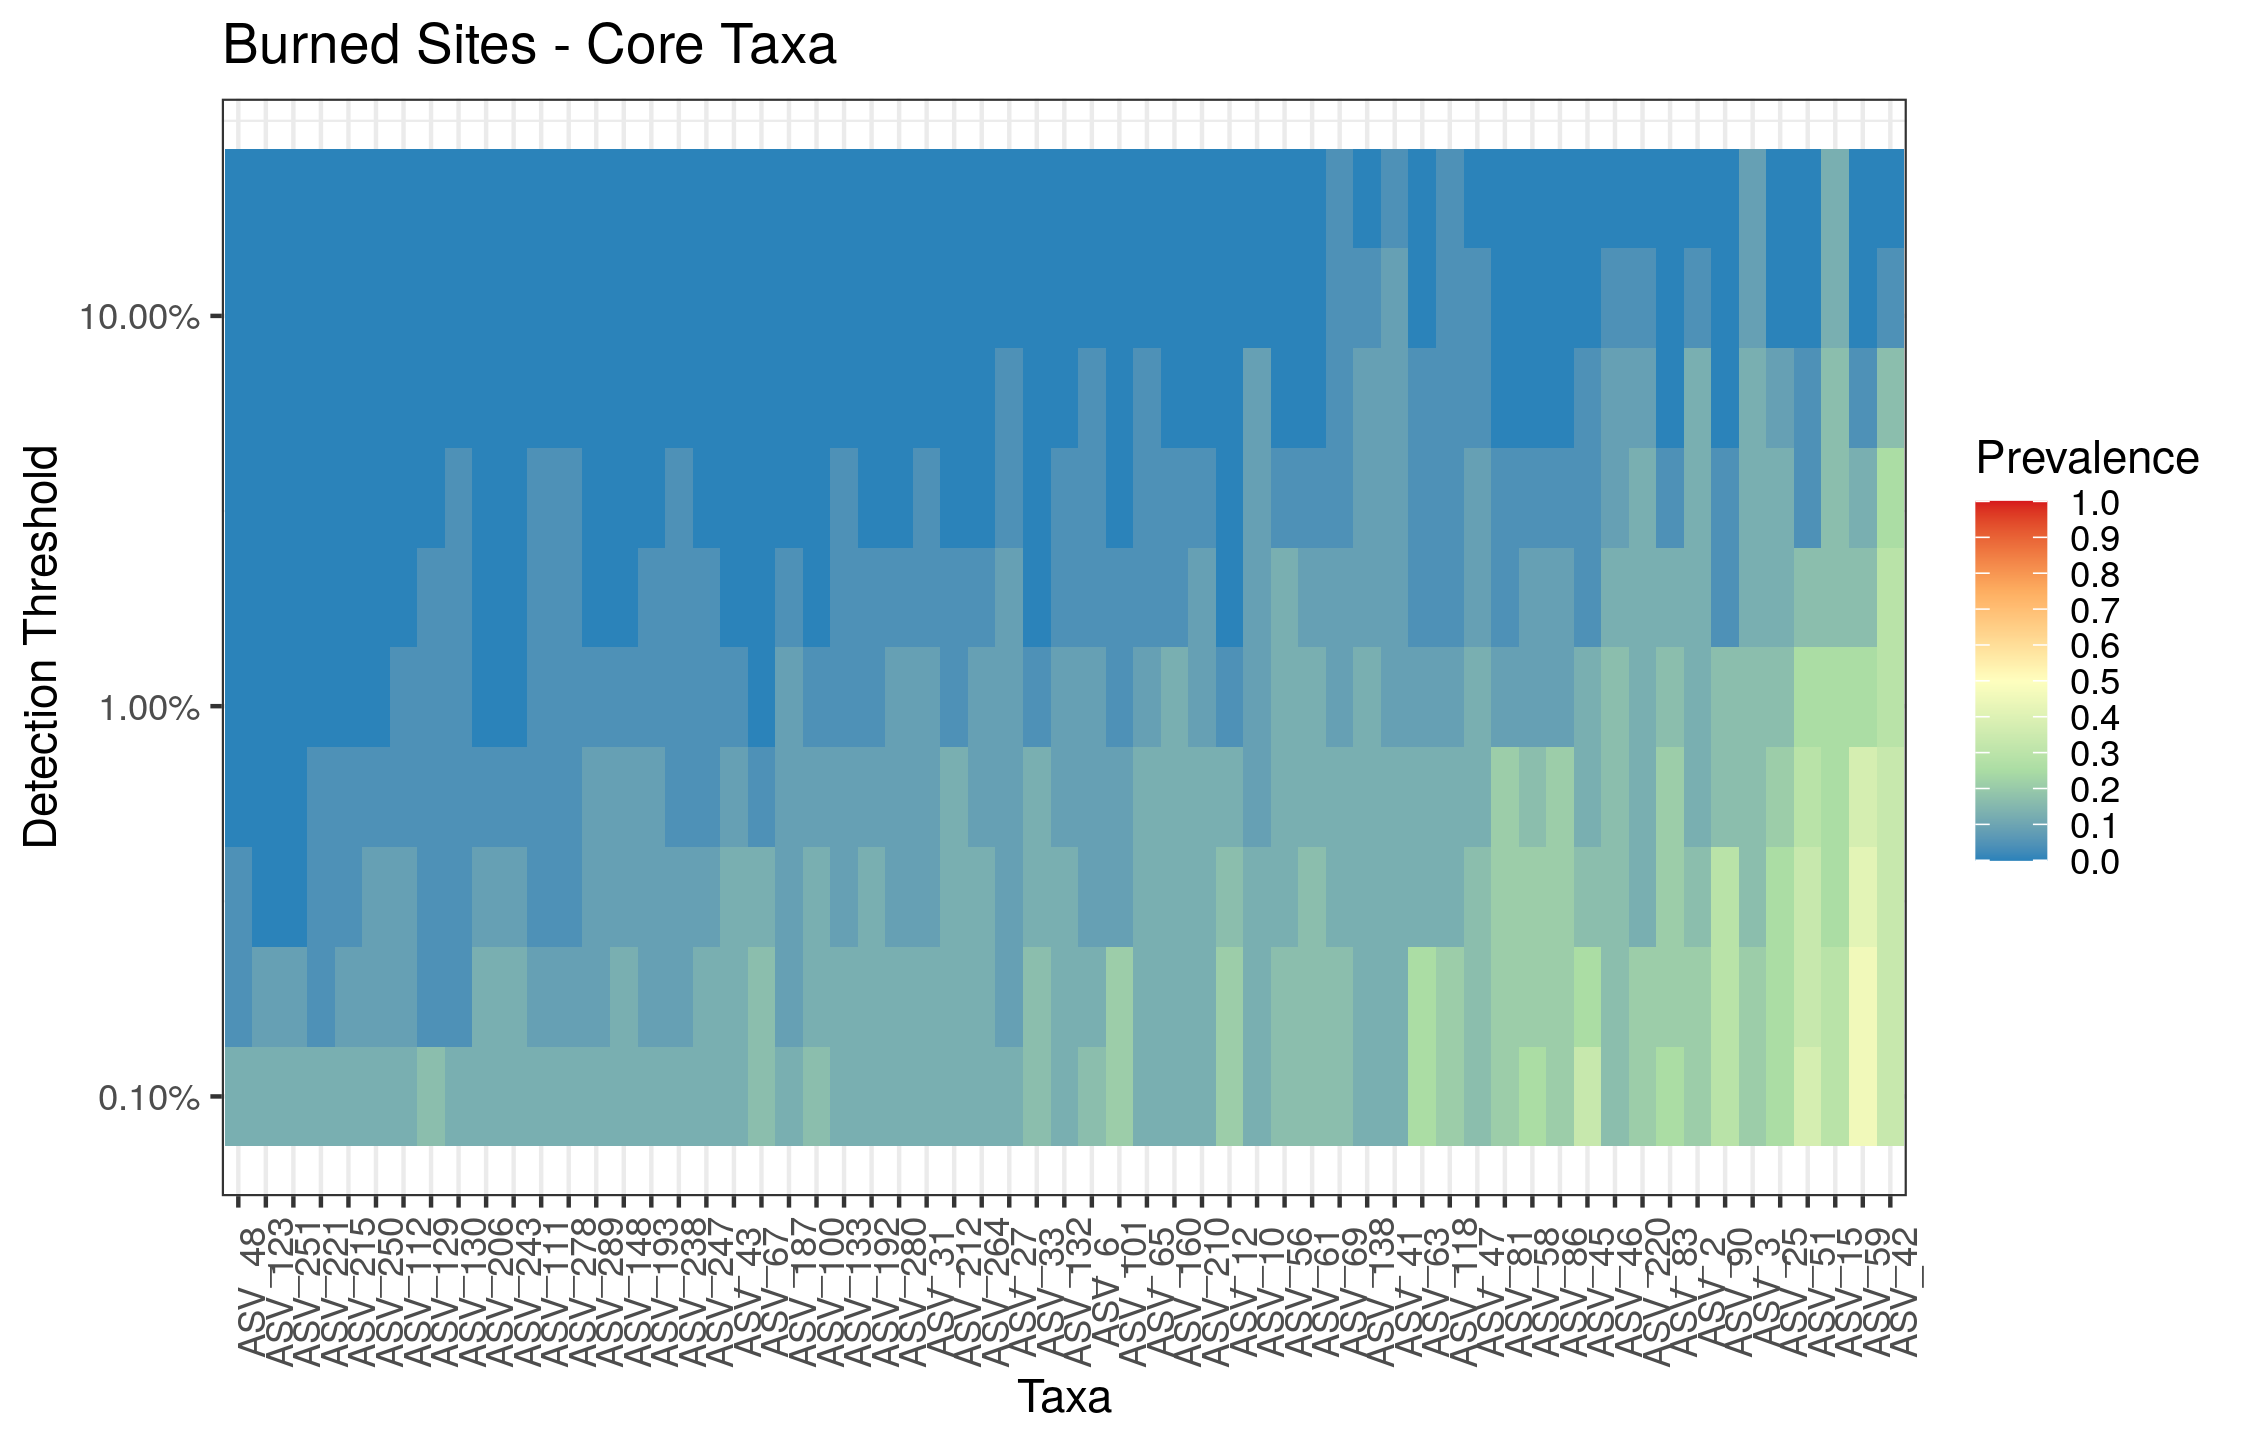 Burned Sites - Core Taxa
10.00%
1.00%
0.10%
Detection Threshold
ASV_48
ASV_123
ASV_251
ASV_221
ASV_215
ASV_250
ASV_112
ASV_129
ASV_130
ASV_206
ASV_243
ASV_111
ASV_278
ASV_289
ASV_148
ASV_193
ASV_238
ASV_247
ASV_43
ASV_67
ASV_187
ASV_100
ASV_133
ASV_192
ASV_280
ASV_31
ASV_212
ASV_264
ASV_27
ASV_33
ASV_132
ASV_6
ASV_101
ASV_65
ASV_160
ASV_210
ASV_12
ASV_10
ASV_56
ASV_61
ASV_69
ASV_138
ASV_41
ASV_63
ASV_118
ASV_47
ASV_81
ASV_58
ASV_86
ASV_45
ASV_46
ASV_220
ASV_83
ASV_2
ASV_90
ASV_3
ASV_25
ASV_51
ASV_15
ASV_59
ASV_42
Taxa
Prevalence
1.0
0.9
0.8
0.7
0.6
0.5
0.4
0.3
0.2
0.1
0.0